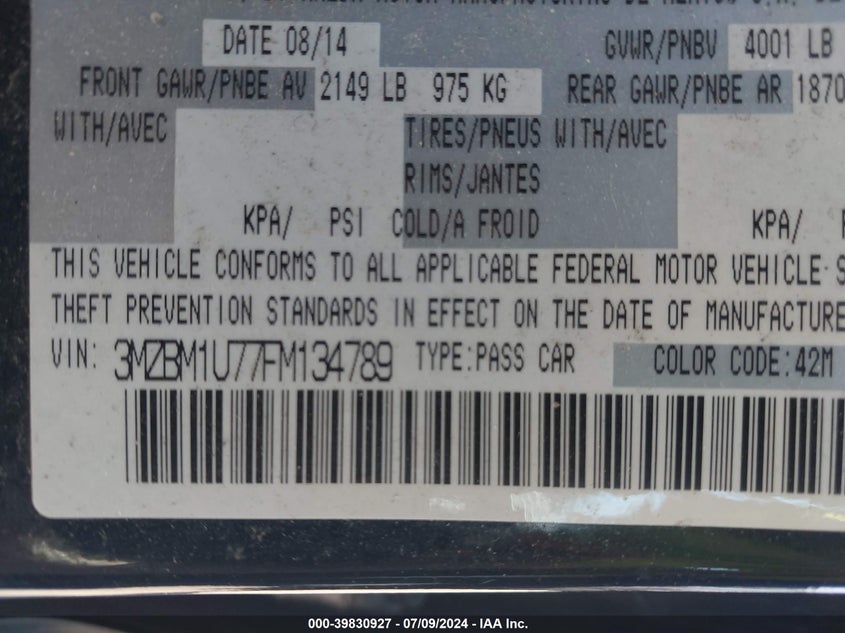 DATE 08/14 GVWR/PNBV 4001 LB
FRONT GAWR/PNBE AV 2149 LB 975 KG REAR GAWR/PNBE AR 1870
WITH/AVEC TIRES/PNEUS WITH/AVEC
RIMS/JANTES
KPA/ PSI COLD/A FROID KPA/
THIS VEHICLE CONFORMS TO ALL APPLICABLE FEDERAL MOTOR VEHICLE S
THEFT PREVENTION STANDARDS IN EFFECT ON THE DATE OF MANUFACTURE
VIN: 3MZBM1U77FM134789 TYPE:PASS CAR COLOR CODE:42M
000-39830927 / 07/09/2024 - IAA Inc.